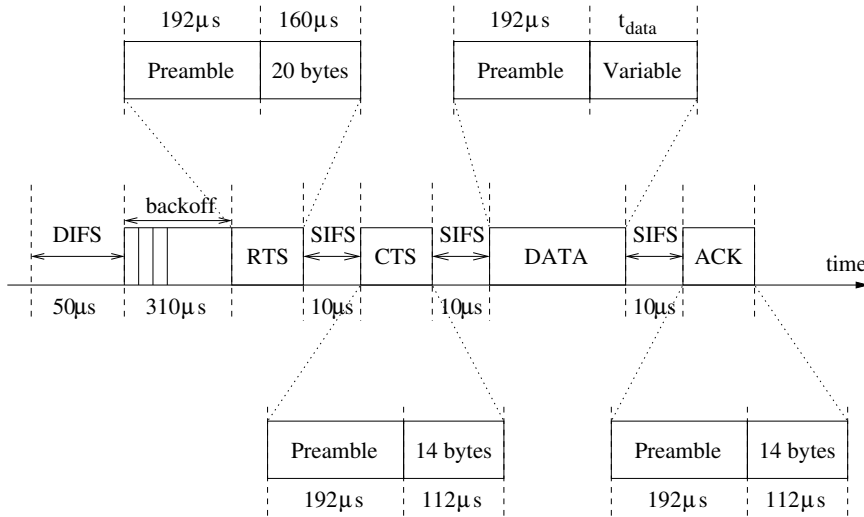 192μs 160μs
Preamble 20 bytes
192μs t_data
Preamble Variable
backoff
DIFS SIFS SIFS SIFS
RTS CTS DATA ACK time
50μs 310μs 10μs 10μs 10μs
Preamble 14 bytes
192μs 112μs
Preamble 14 bytes
192μs 112μs